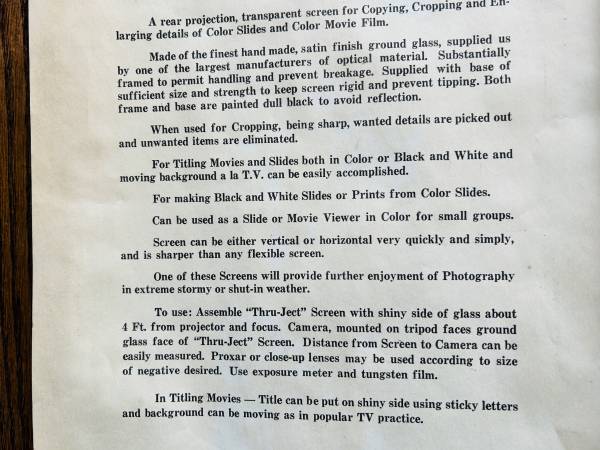 A rear projection, transparent screen for Copying, Cropping and En-
larging details of Color Slides and Color Movie Film.
Made of the finest hand made, satin finish ground glass, supplied us
by one of the largest manufacturers of optical material. Substantially
framed to permit handling and prevent breakage. Supplied with base of
sufficient size and strength to keep screen rigid and prevent tipping. Both
frame and base are painted dull black to avoid reflection.
When used for Cropping, being sharp, wanted details are picked out
and unwanted items are eliminated.
For Titling Movies and Slides both in Color or Black and White and
moving background a la T.V. can be easily accomplished.
For making Black and White Slides or Prints from Color Slides.
Can be used as a Slide or Movie Viewer in Color for small groups.
Screen can be either vertical or horizontal very quickly and simply,
and is sharper than any flexible screen.
One of these Screens will provide further enjoyment of Photography
in extreme stormy or shut-in weather.
To use: Assemble “Thru-Ject” Screen with shiny side of glass about
4 Ft. from projector and focus. Camera, mounted on tripod faces ground
glass face of “Thru-Ject” Screen. Distance from Screen to Camera can be
easily measured. Proxar or close-up lenses may be used according to size
of negative desired. Use exposure meter and tungsten film.
In Titling Movies — Title can be put on shiny side using sticky letters
and background can be moving as in popular TV practice.